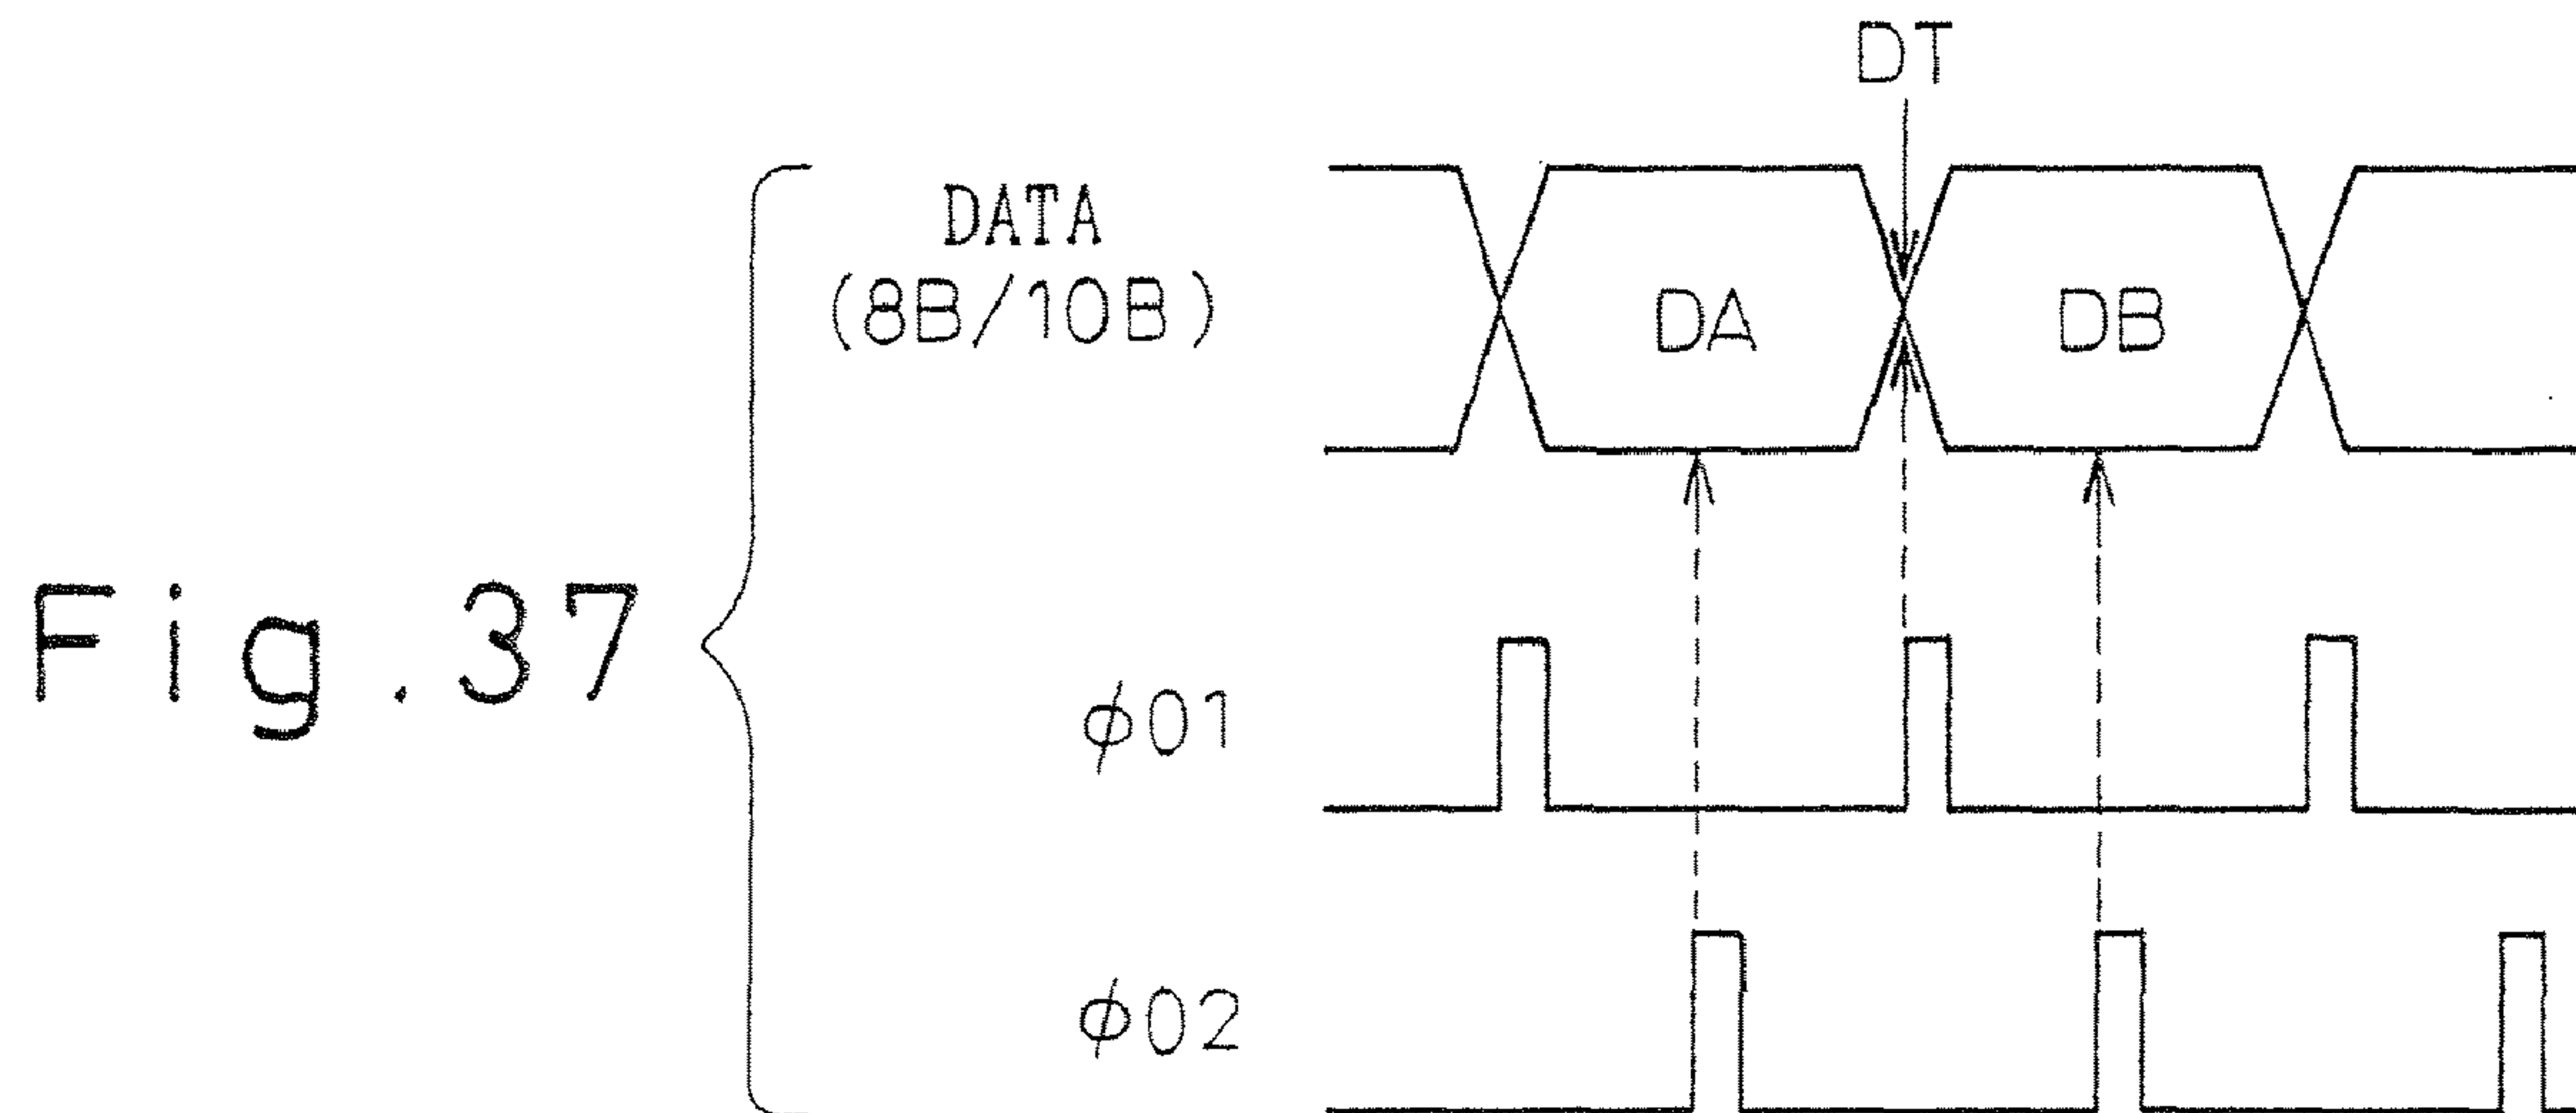 DT
DATA
(8B/10B)
DA
DB
Fig.37
φ01
φ02